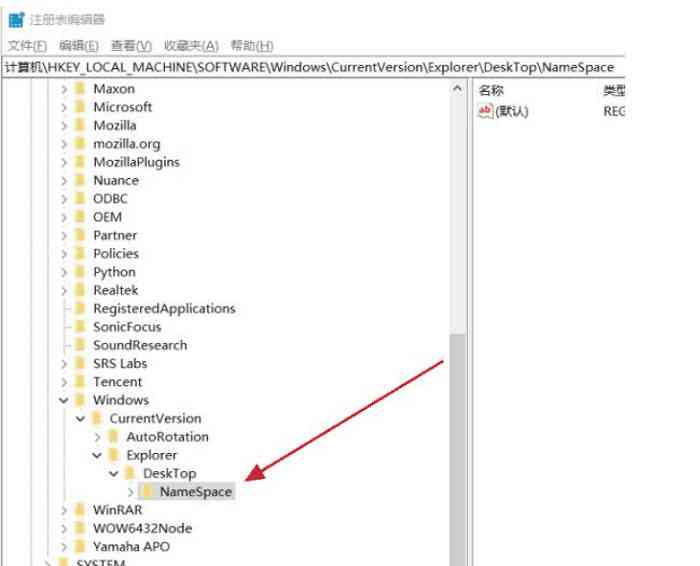 注册表编辑器
文件(F) 编辑(E) 查看(V) 收藏夹(A) 帮助(H)
计算机\HKEY_LOCAL_MACHINE\SOFTWARE\Windows\CurrentVersion\Explorer\DeskTop\NameSpace
Maxon
Microsoft
Mozilla
mozilla.org
MozillaPlugins
Nuance
ODBC
OEM
Partner
Policies
Python
Realtek
RegisteredApplications
SonicFocus
SoundResearch
SRS Labs
Tencent
Windows
CurrentVersion
AutoRotation
Explorer
DeskTop
NameSpace
WinRAR
WOW6432Node
Yamaha APO
SYSTEM
名称 类型
ab (默认) REG